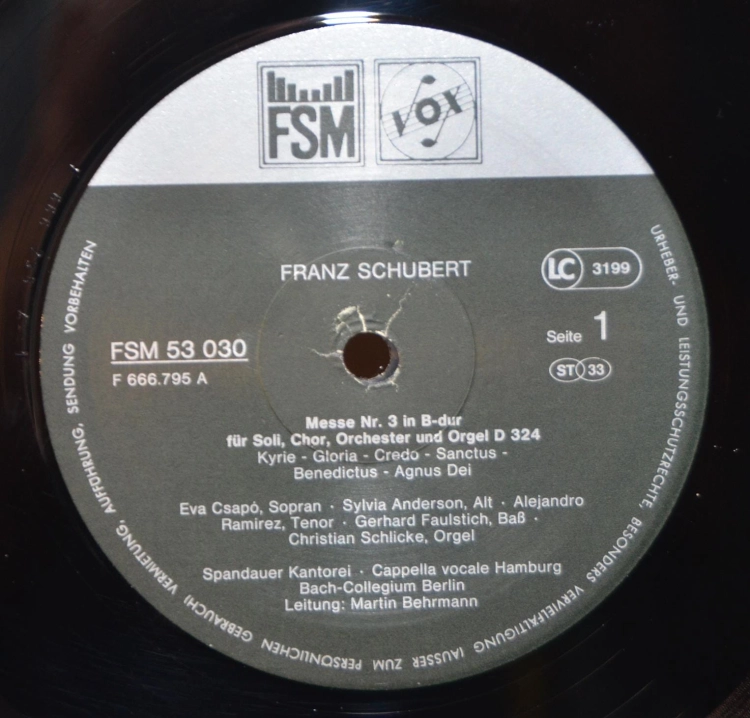 FSM
VOX
FRANZ SCHUBERT
LC 3199
FSM 53 030
F 666.795 A
Seite 1
ST 33
Messe Nr. 3 in B-dur
für Soli, Chor, Orchester und Orgel D 324
Kyrie - Gloria - Credo - Sanctus -
Benedictus - Agnus Dei
Eva Csapó, Sopran · Sylvia Anderson, Alt · Alejandro
Ramirez, Tenor · Gerhard Faulstich, Baß ·
Christian Schlicke, Orgel
Spandauer Kantorei · Cappella vocale Hamburg
Bach-Collegium Berlin
Leitung: Martin Behrmann
URHEBER- UND LEISTUNGSSCHUTZRECHTE, BESONDERS VERVIELFÄLTIGUNG (AUSSER ZUM PERSÖNLICHEN GEBRAUCH) VERMIETUNG, AUFFÜHRUNG, SENDUNG VORBEHALTEN